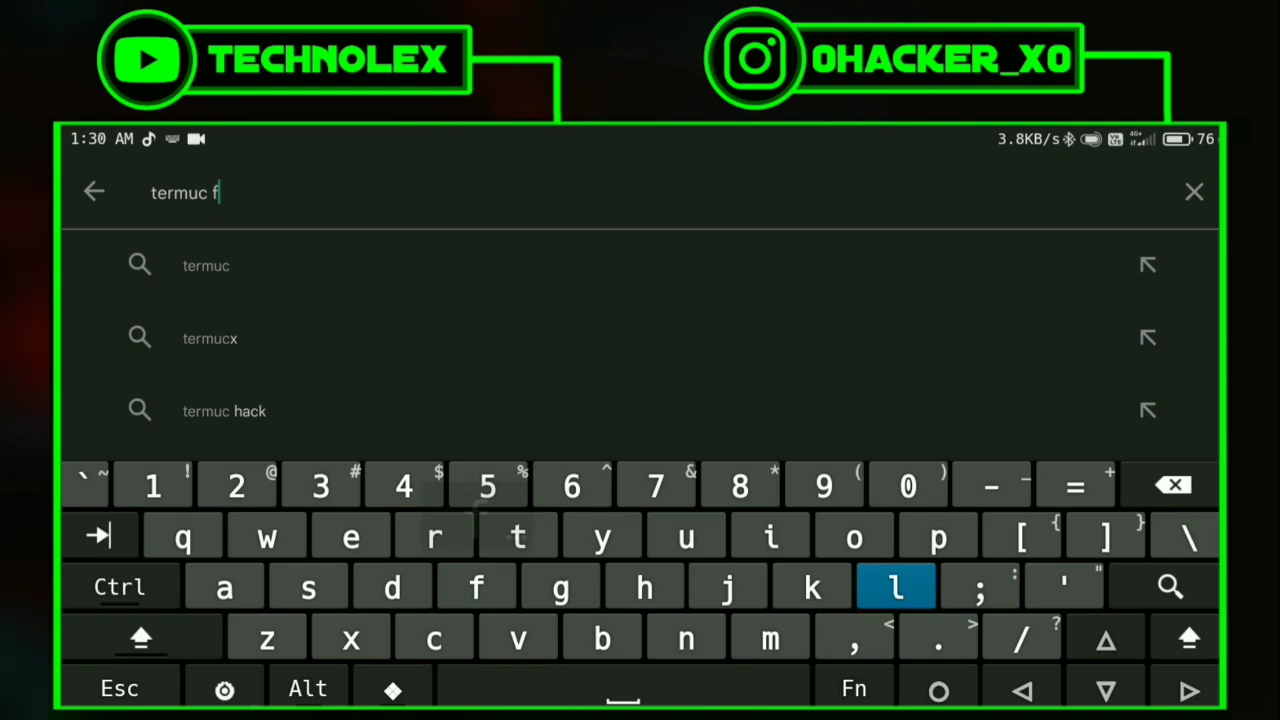 TECHNOLEX
0HACKER_X0
1:30 AM 3.8KB/s 4G+ 76
termuc f
termuc
termucx
termuc hack
` ~ 1 ! 2 @ 3 # 4 $ 5 % 6 ^ 7 & 8 * 9 ( 0 ) - _ = +
q w e r t y u i o p [ { ] } \
Ctrl a s d f g h j k l ; : ' "
z x c v b n m , < . > / ?
Esc Alt Fn